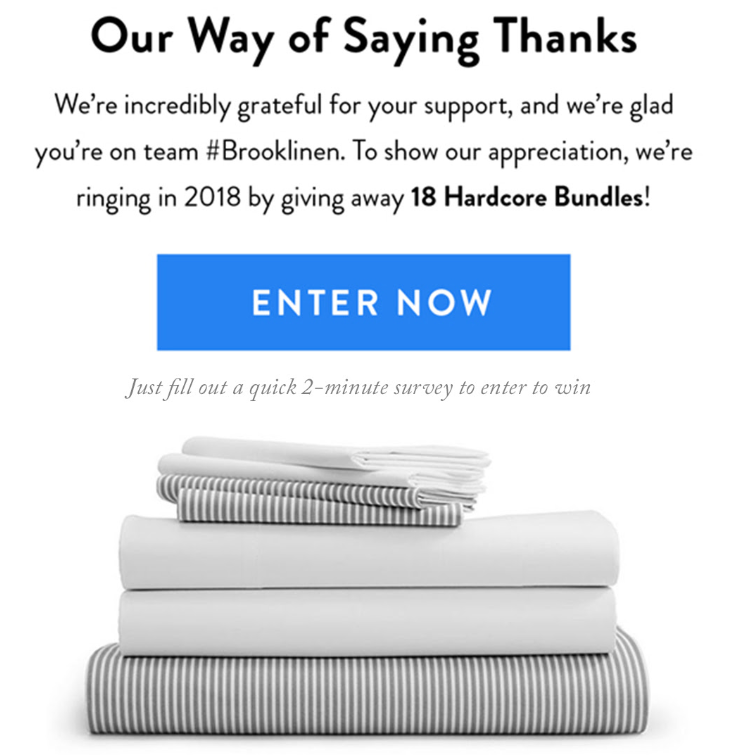 Our Way of Saying Thanks
We're incredibly grateful for your support, and we're glad
you're on team #Brooklinen. To show our appreciation, we're
ringing in 2018 by giving away 18 Hardcore Bundles!
ENTER NOW
Just fill out a quick 2-minute survey to enter to win